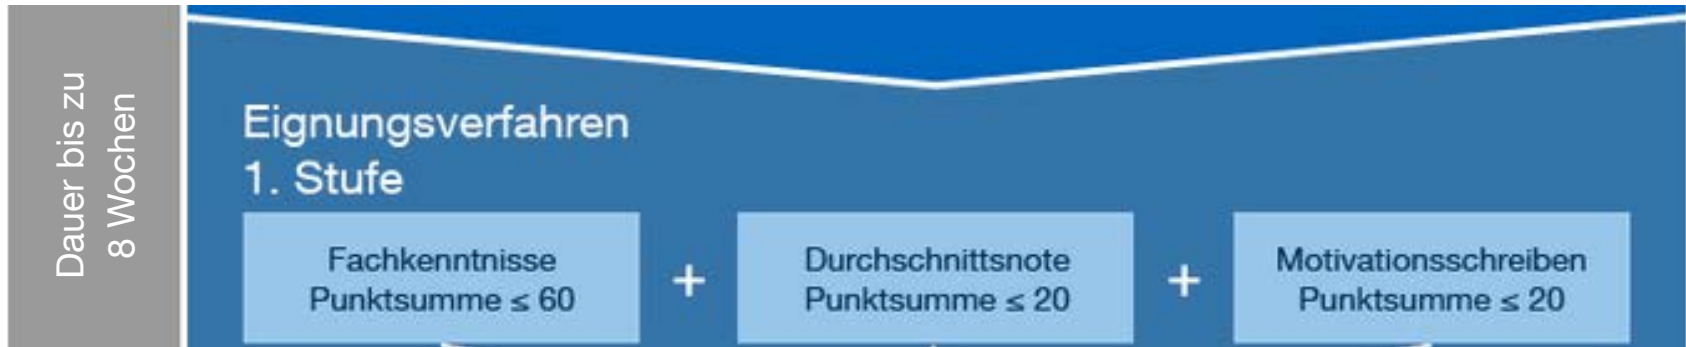 Dauer bis zu
8 Wochen
Eignungsverfahren
1. Stufe
Fachkenntnisse
Punktsumme ≤ 60
+
Durchschnittsnote
Punktsumme ≤ 20
+
Motivationsschreiben
Punktsumme ≤ 20